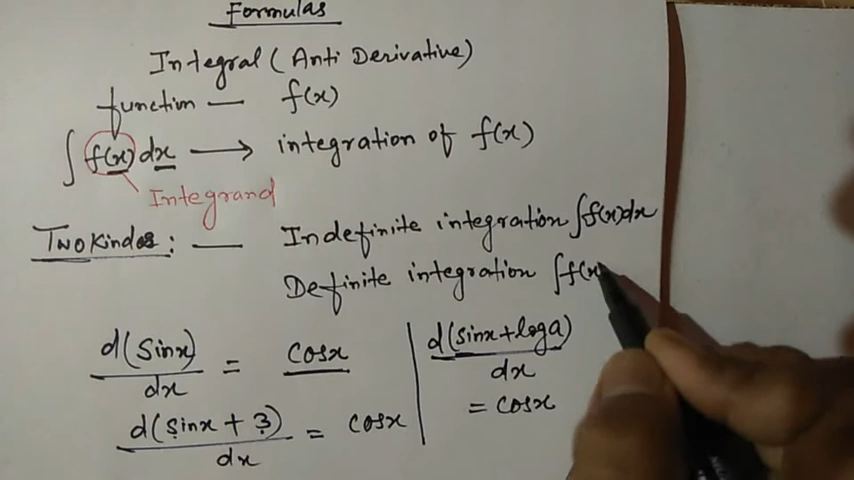 Formulas
Integral (Anti Derivative)
function — f(x)
∫ f(x) dx ⟶ integration of f(x)
Integrand
Two Kindes : — Indefinite integration ∫f(x)dx
Definite integration ∫f(x
d(Sinx)/dx = cosx
d(sinx + 3)/dx = cosx
d(sinx + loga)/dx
= cosx